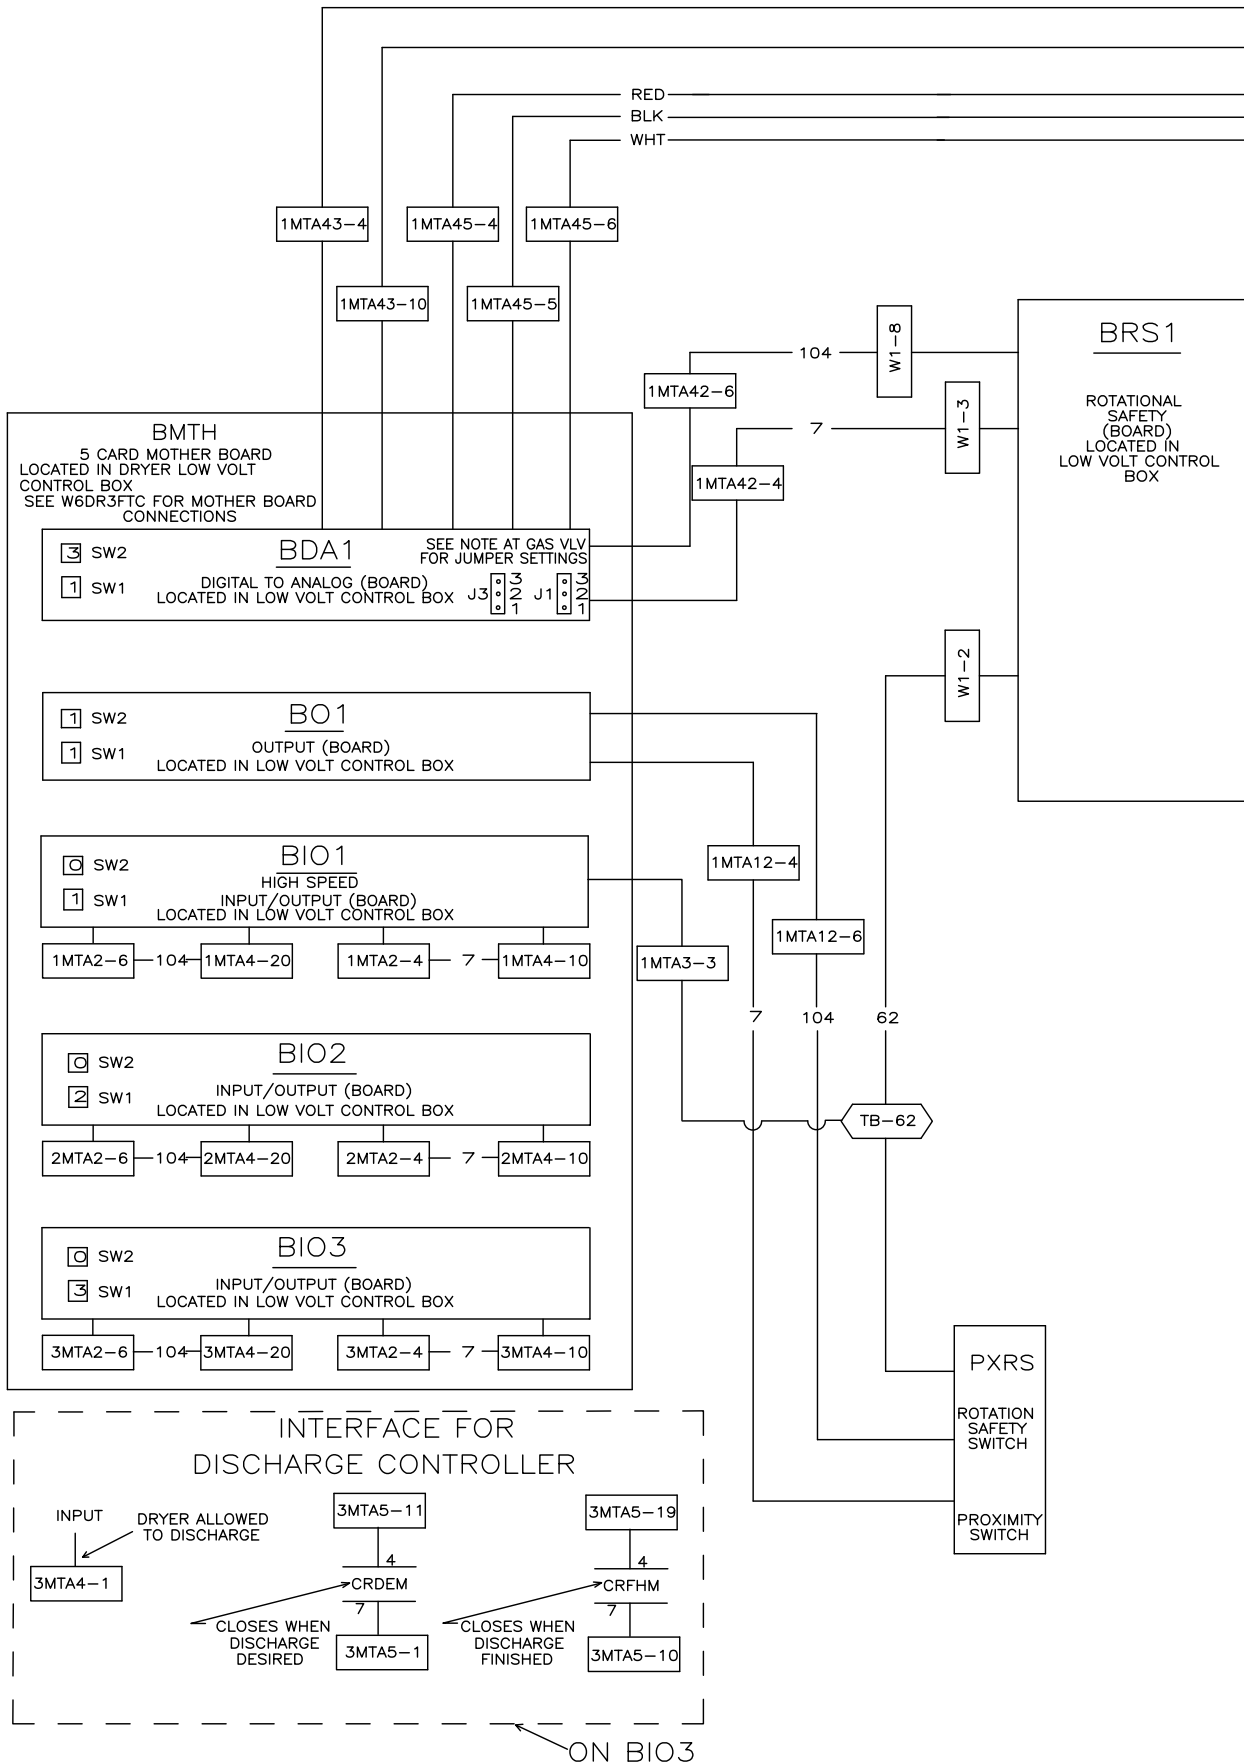 RED
BLK
WHT
1MTA43-4
1MTA45-4
1MTA45-6
1MTA43-10
1MTA45-5
104
W1-8
BRS1
1MTA42-6
7
W1-3
ROTATIONAL
SAFETY
(BOARD)
LOCATED IN
LOW VOLT CONTROL
BOX
1MTA42-4
BMTH
5 CARD MOTHER BOARD
LOCATED IN DRYER LOW VOLT
CONTROL BOX
SEE W6DR3FTC FOR MOTHER BOARD
CONNECTIONS
3 SW2
BDA1
SEE NOTE AT GAS VLV
FOR JUMPER SETTINGS
1 SW1
DIGITAL TO ANALOG (BOARD)
LOCATED IN LOW VOLT CONTROL BOX
J3
3
2
1
J1
3
2
1
W1-2
1 SW2
BO1
1 SW1
OUTPUT (BOARD)
LOCATED IN LOW VOLT CONTROL BOX
0 SW2
BIO1
HIGH SPEED
1 SW1
INPUT/OUTPUT (BOARD)
LOCATED IN LOW VOLT CONTROL BOX
1MTA12-4
1MTA12-6
1MTA2-6 104 1MTA4-20 1MTA2-4 7 1MTA4-10
1MTA3-3
7 104 62
0 SW2
BIO2
2 SW1
INPUT/OUTPUT (BOARD)
LOCATED IN LOW VOLT CONTROL BOX
TB-62
2MTA2-6 104 2MTA4-20 2MTA2-4 7 2MTA4-10
0 SW2
BIO3
3 SW1
INPUT/OUTPUT (BOARD)
LOCATED IN LOW VOLT CONTROL BOX
3MTA2-6 104 3MTA4-20 3MTA2-4 7 3MTA4-10
PXRS
ROTATION
SAFETY
SWITCH
PROXIMITY
SWITCH
INTERFACE FOR
DISCHARGE CONTROLLER
INPUT
DRYER ALLOWED
TO DISCHARGE
3MTA4-1
3MTA5-11
4
CRDEM
7
CLOSES WHEN
DISCHARGE
DESIRED
3MTA5-1
3MTA5-19
4
CRFHM
7
CLOSES WHEN
DISCHARGE
FINISHED
3MTA5-10
ON BIO3